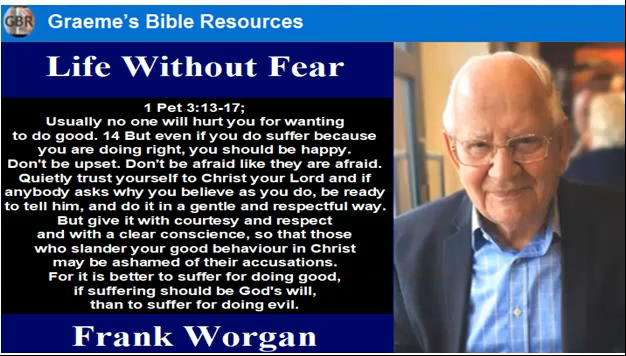 GBR
Graeme's Bible Resources
Life Without Fear
1 Pet 3:13-17;
Usually no one will hurt you for wanting
to do good. 14 But even if you do suffer because
you are doing right, you should be happy.
Don't be upset. Don't be afraid like they are afraid.
Quietly trust yourself to Christ your Lord and if
anybody asks why you believe as you do, be ready
to tell him, and do it in a gentle and respectful way.
But give it with courtesy and respect
and with a clear conscience, so that those
who slander your good behaviour in Christ
may be ashamed of their accusations.
For it is better to suffer for doing good,
if suffering should be God's will,
than to suffer for doing evil.
Frank Worgan